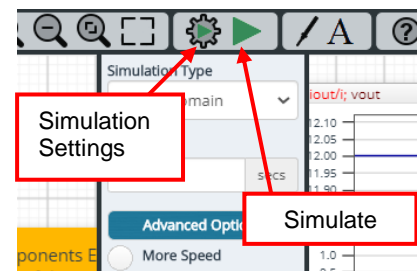 A
?
Simulation Type
omain
iout/i; vout
Simulation
Settings
12.10
12.05
12.00
11.95
11.90
secs
Advanced Optio
Simulate
ponents E
More Speed
1.0